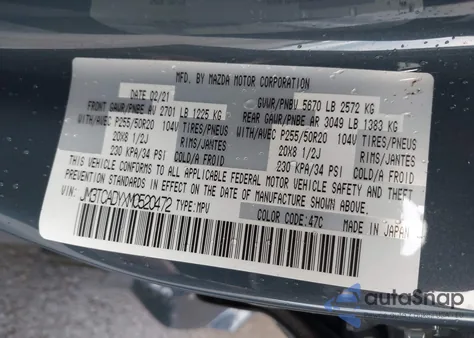 MFD. BY MAZDA MOTOR CORPORATION
DATE 02/21 GVWR/PNBV 5670 LB 2572 KG
FRONT GAWR/PNBE AV 2701 LB 1225 KG REAR GAWR/PNBE AR 3049 LB 1383 KG
WITH/AVEC P255/50R20 104V TIRES/PNEUS WITH/AVEC P255/50R20 104V TIRES/PNEUS
20X8 1/2J RIMS/JANTES 20X8 1/2J RIMS/JANTES
230 KPA/34 PSI COLD/A FROID 230 KPA/34 PSI COLD/A FROID
THIS VEHICLE CONFORMS TO ALL APPLICABLE FEDERAL MOTOR VEHICLE SAFETY & THEFT
PREVENTION STANDARDS IN EFFECT ON THE DATE OF MANUFACTURE SHOWN ABOVE.
VIN: JM3TCADYXM0520472 TYPE:MPV COLOR CODE:47C MADE IN JAPAN
autoSnap